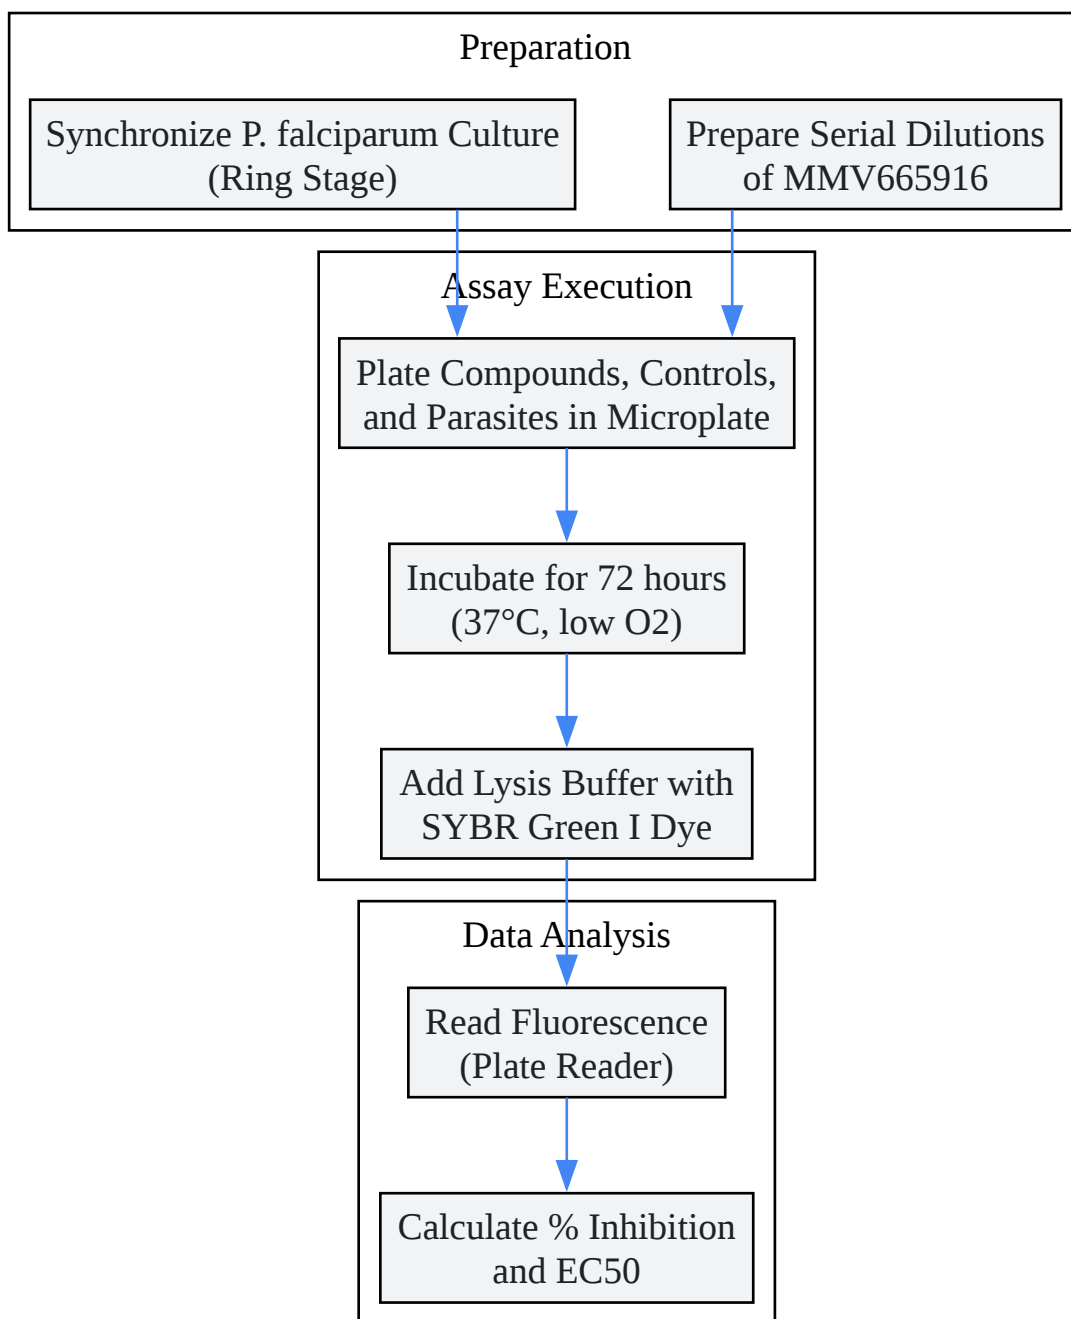 Preparation
Synchronize P. falciparum Culture
(Ring Stage)
Prepare Serial Dilutions
of MMV665916
Assay Execution
Plate Compounds, Controls,
and Parasites in Microplate
Incubate for 72 hours
(37°C, low O2)
Add Lysis Buffer with
SYBR Green I Dye
Data Analysis
Read Fluorescence
(Plate Reader)
Calculate % Inhibition
and EC50